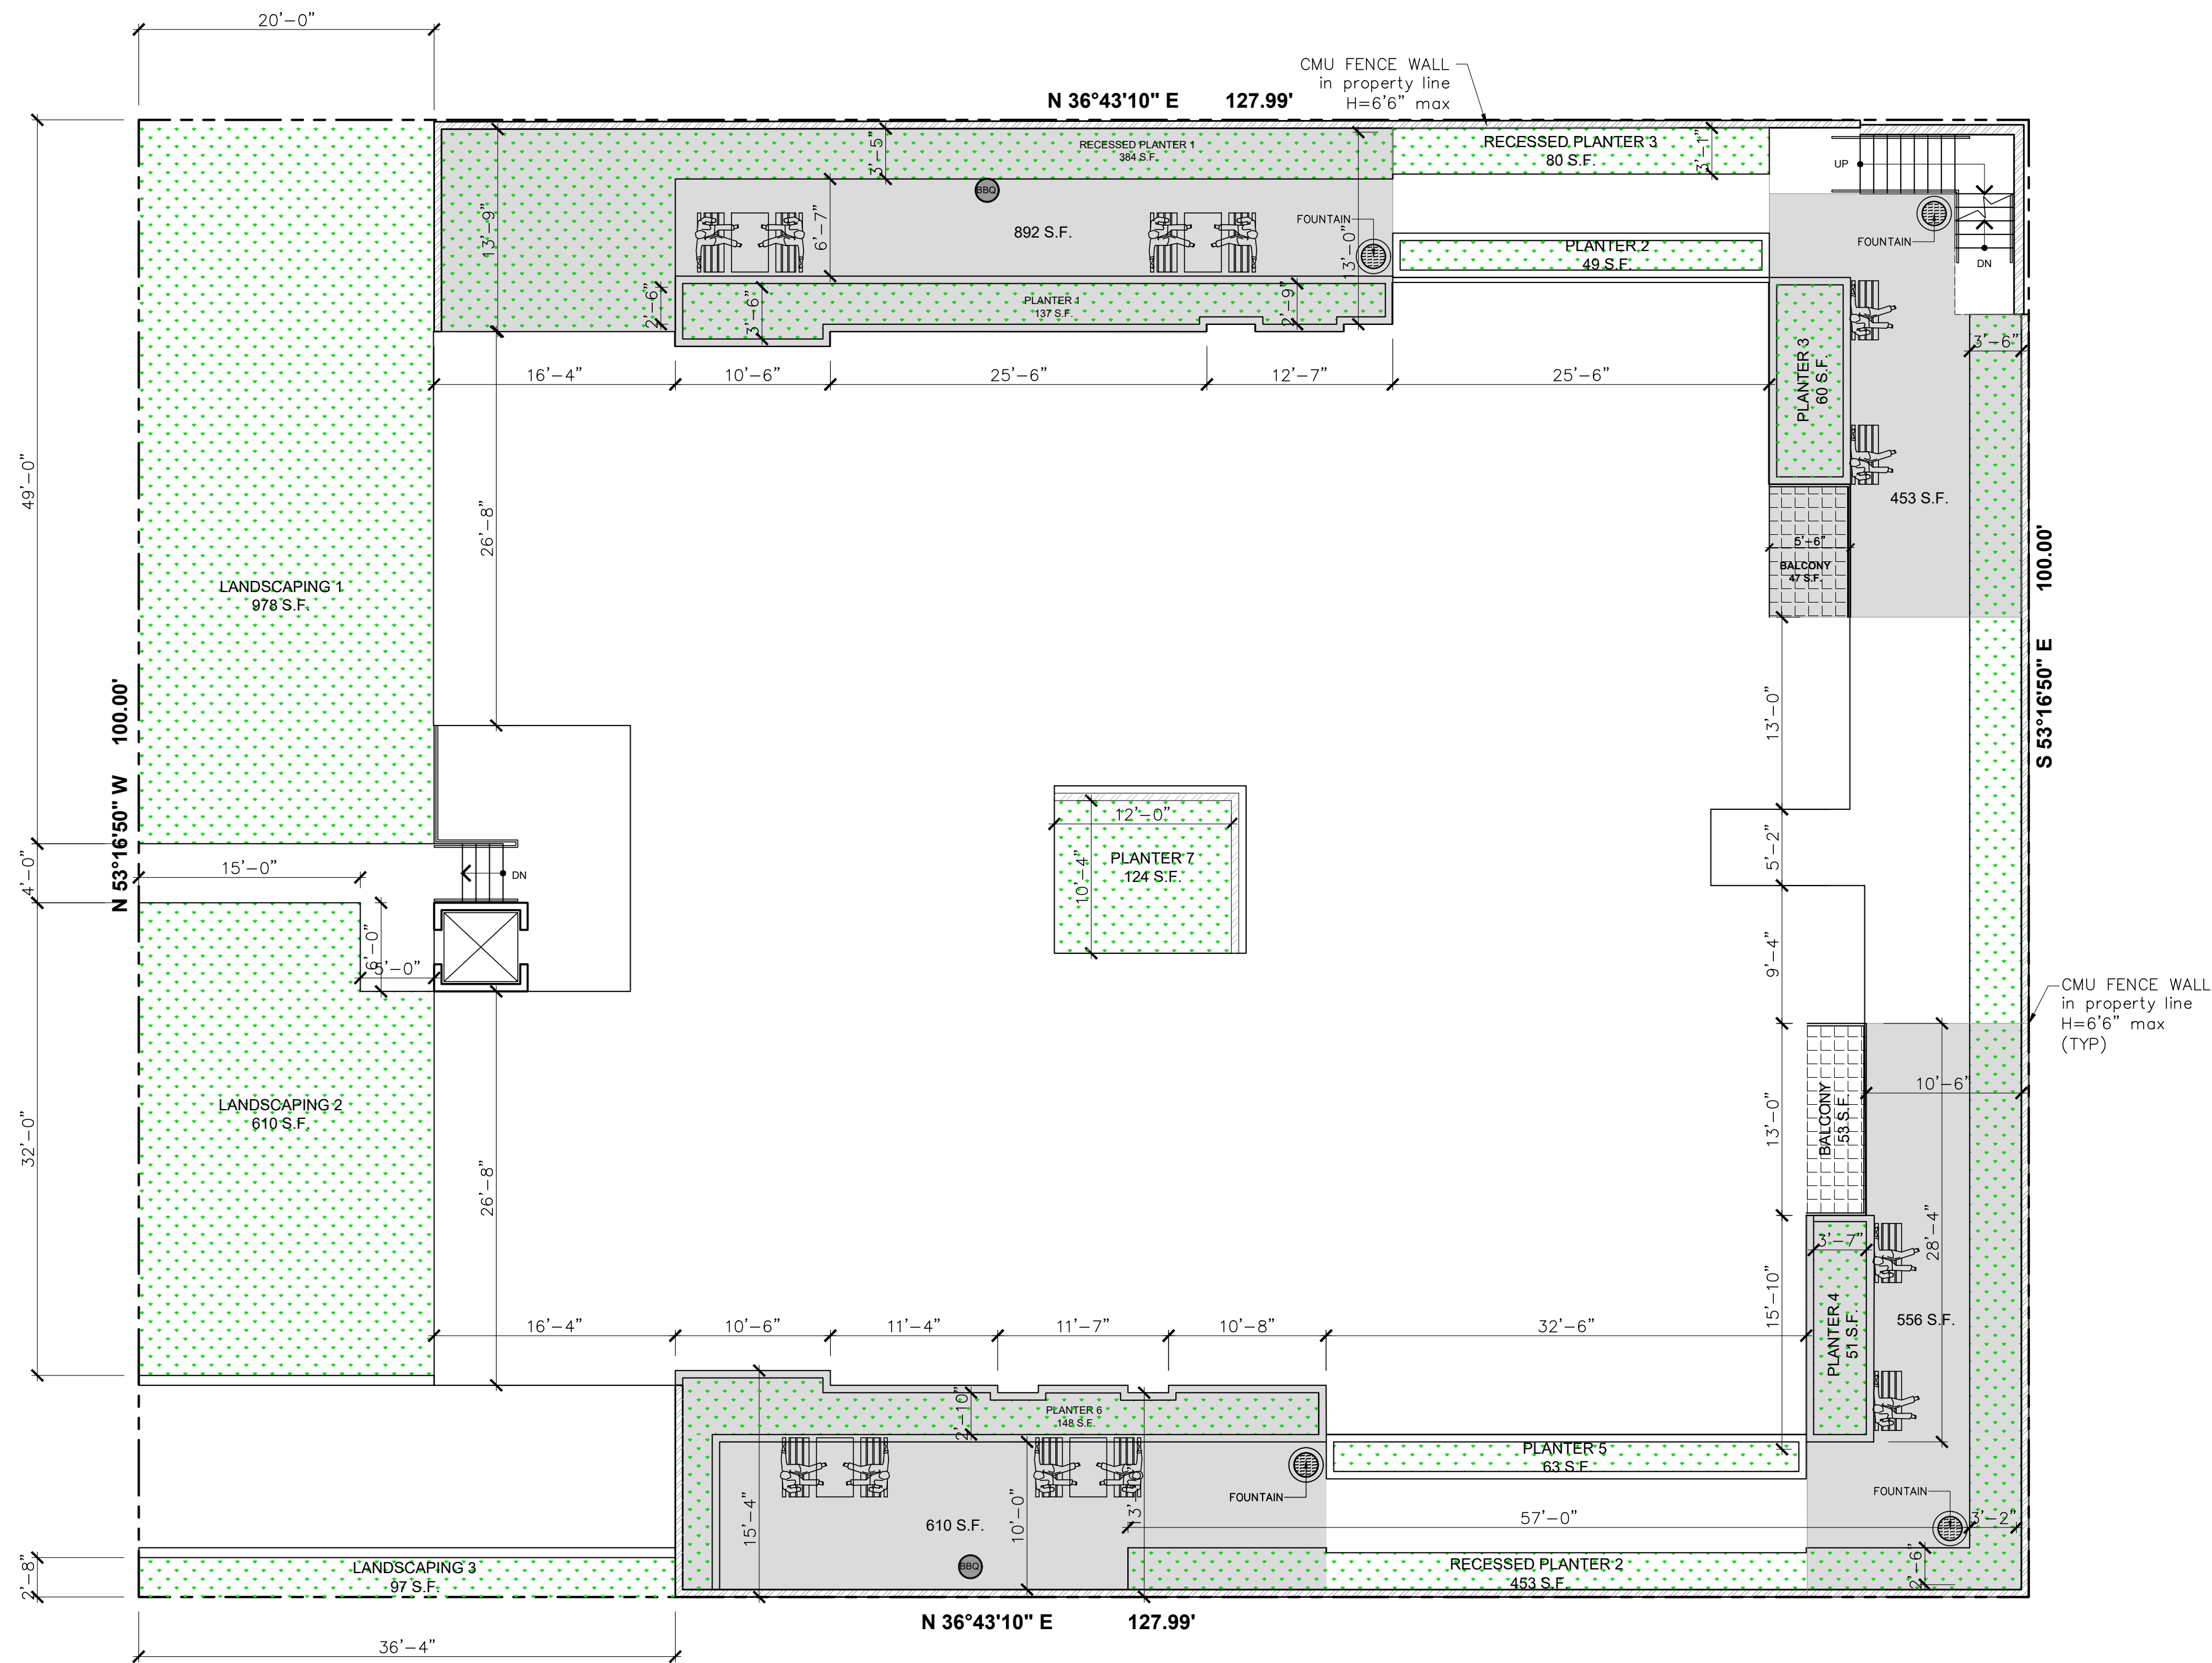 20'-0"
CMU FENCE WALL
in property line
H=6'6" max
N 36°43'10" E 127.99'
RECESSED PLANTER 1
384 S.F.
3'-5"
RECESSED PLANTER 3
80 S.F.
3'-1"
UP
BBQ
13'-9"
6'-7"
892 S.F.
FOUNTAIN
13'-0"
FOUNTAIN
PLANTER 2
49 S.F.
DN
2'-6"
3'-6"
PLANTER 1
137 S.F.
2'-9"
3'-6"
16'-4"
10'-6"
25'-6"
12'-7"
25'-6"
PLANTER 3
60 S.F.
49'-0"
26'-8"
453 S.F.
5'-6"
BALCONY
47 S.F.
S 53°16'50" E 100.00'
LANDSCAPING 1
978 S.F.
N 53°16'50" W 100.00'
13'-0"
12'-0"
10'-4"
PLANTER 7
124 S.F.
5'-2"
15'-0"
DN
4'-0"
6'-0"
5'-0"
9'-4"
CMU FENCE WALL
in property line
H=6'6" max
(TYP)
LANDSCAPING 2
610 S.F.
32'-0"
26'-8"
10'-6"
BALCONY
53 S.F.
13'-0"
28'-4"
3'-7"
PLANTER 4
51 S.F.
556 S.F.
15'-10"
16'-4"
10'-6"
11'-4"
11'-7"
10'-8"
32'-6"
2'-10"
PLANTER 6
148 S.F.
PLANTER 5
63 S.F.
15'-4"
10'-0"
FOUNTAIN
FOUNTAIN
610 S.F.
57'-0"
3'-2"
BBQ
LANDSCAPING 3
97 S.F.
2'-8"
RECESSED PLANTER 2
453 S.F.
2'-6"
N 36°43'10" E 127.99'
36'-4"